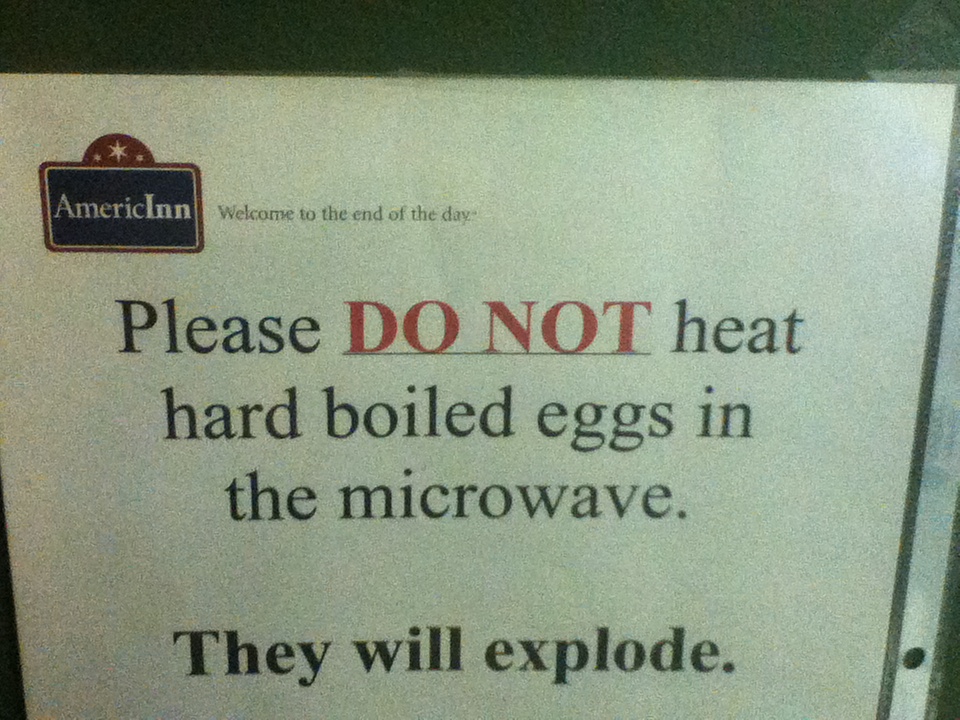 AmericInn
Welcome to the end of the day.
Please DO NOT heat
hard boiled eggs in
the microwave.
They will explode.